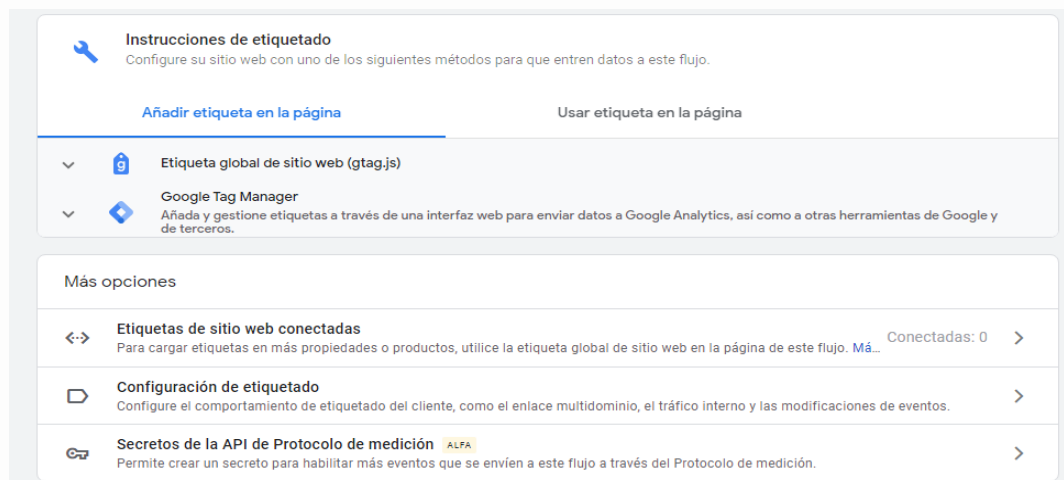 Instrucciones de etiquetado
Configure su sitio web con uno de los siguientes métodos para que entren datos a este flujo.
Añadir etiqueta en la página
Usar etiqueta en la página
Etiqueta global de sitio web (gtag.js)
Google Tag Manager
Añada y gestione etiquetas a través de una interfaz web para enviar datos a Google Analytics, así como a otras herramientas de Google y
de terceros.
Más opciones
Etiquetas de sitio web conectadas
Para cargar etiquetas en más propiedades o productos, utilice la etiqueta global de sitio web en la página de este flujo. Má...
Conectadas: 0
Configuración de etiquetado
Configure el comportamiento de etiquetado del cliente, como el enlace multidominio, el tráfico interno y las modificaciones de eventos.
Secretos de la API de Protocolo de medición ALFA
Permite crear un secreto para habilitar más eventos que se envíen a este flujo a través del Protocolo de medición.